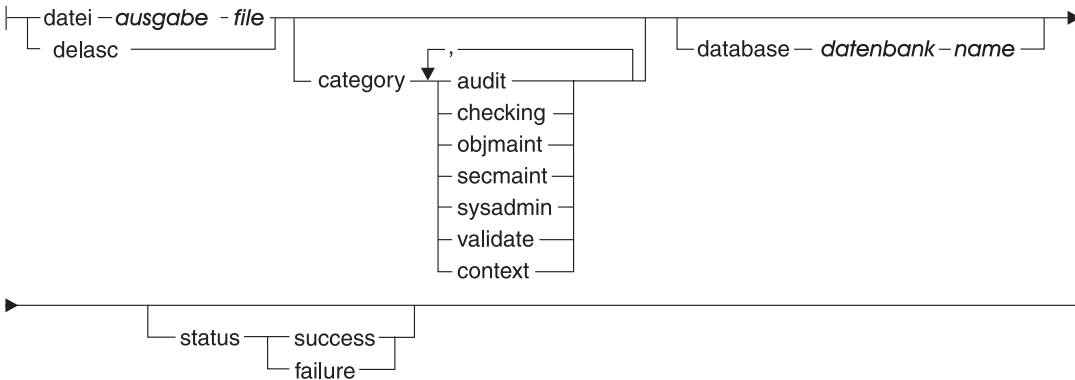 datei ausgabe - file
delasc
,
category audit
checking
objmaint
secmaint
sysadmin
validate
context
database datenbank - name
status success
failure